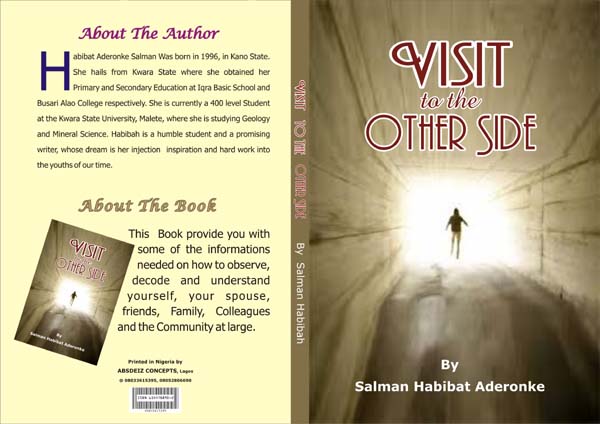 About The Author
Habibat Aderonke Salman Was born in 1996, in Kano State.
She hails from Kwara State where she obtained her
Primary and Secondary Education at Iqra Basic School and
Busari Alao College respectively. She is currently a 400 level Student
at the Kwara State University, Malete, where she is studying Geology
and Mineral Science. Habibah is a humble student and a promising
writer, whose dream is her injection inspiration and hard work into
the youths of our time.
About The Book
This Book provide you with
some of the informations
needed on how to observe,
decode and understand
yourself, your spouse,
friends, Family, Colleagues
and the Community at large.
VISIT
to the
OTHER SIDE
By
Salman Habibat Aderonke
Printed in Nigeria by
ABSDEIZ CONCEPTS, Lagos
VISIT TO THE OTHER SIDE
By Salman Habibah
VISIT
to the
OTHER SIDE
By
Salman Habibat Aderonke